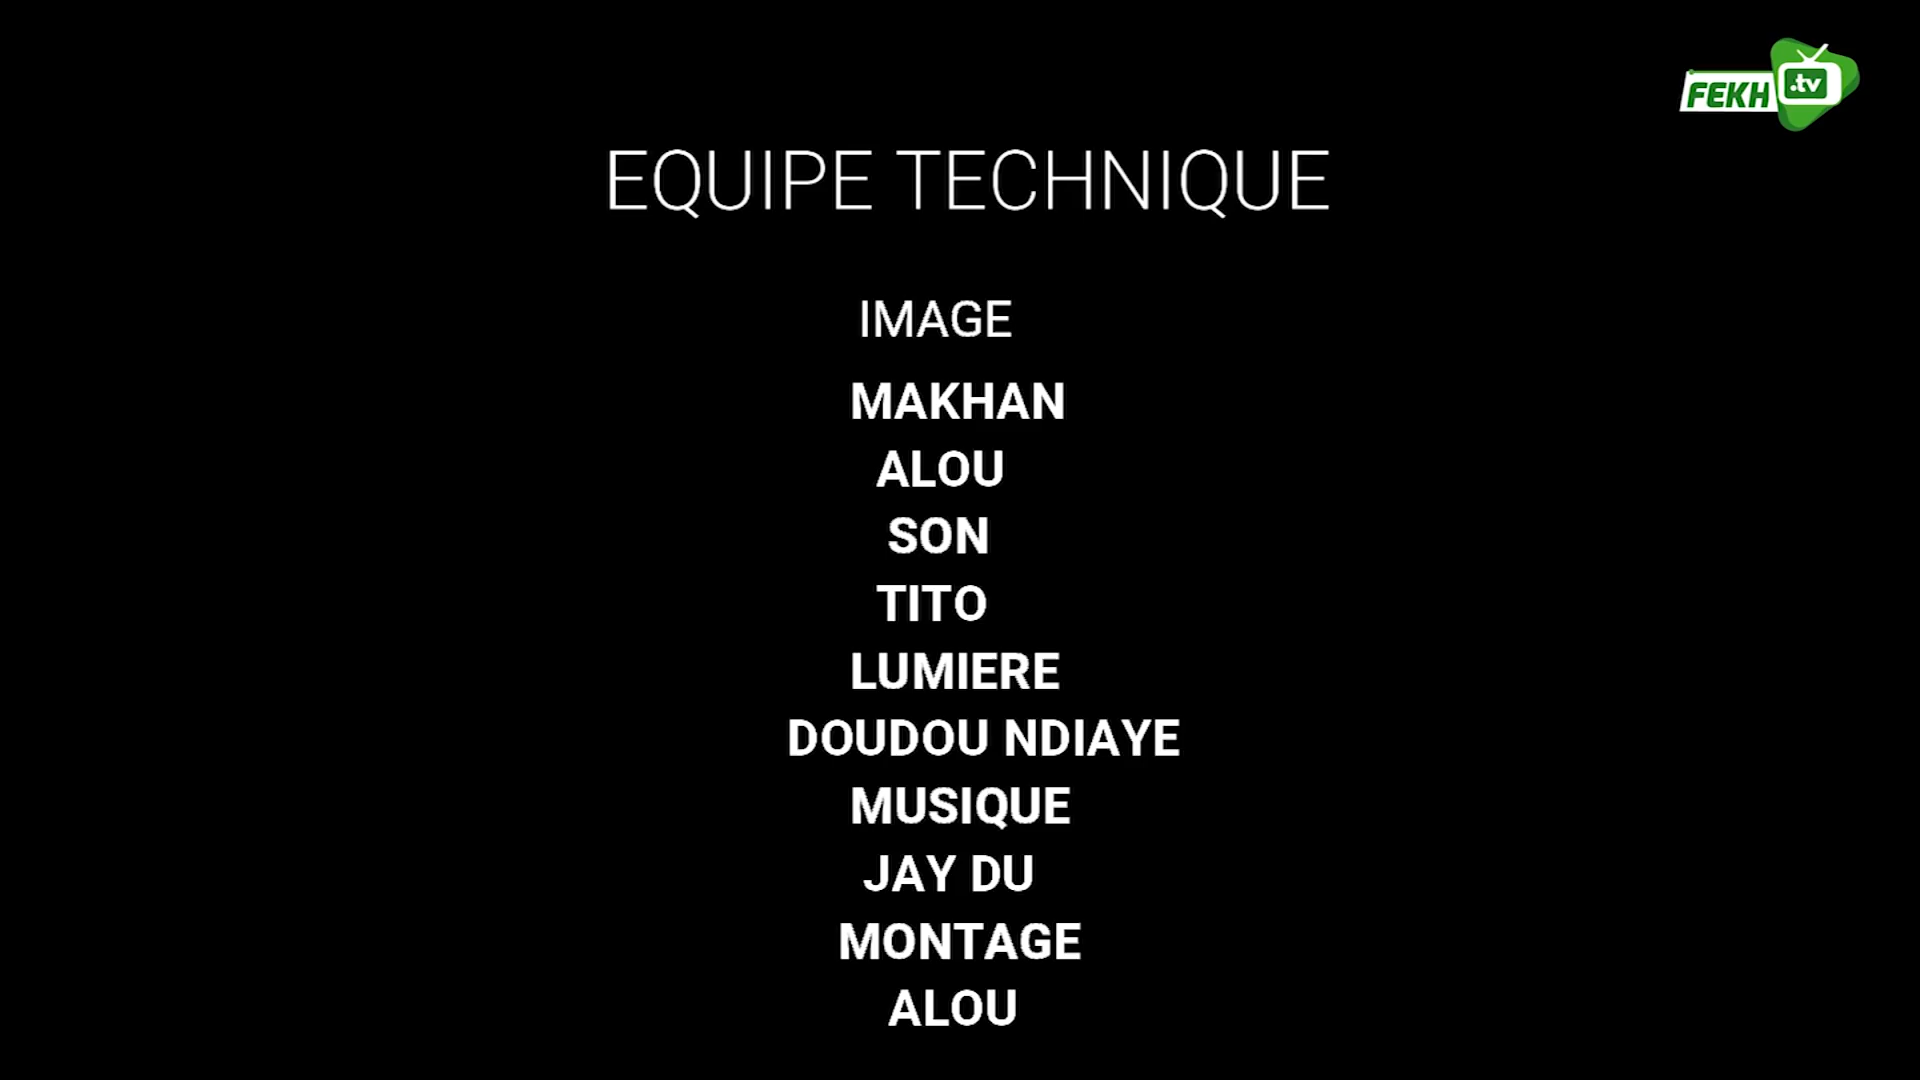 FEKH .tv
EQUIPE TECHNIQUE
IMAGE
MAKHAN
ALOU
SON
TITO
LUMIERE
DOUDOU NDIAYE
MUSIQUE
JAY DU
MONTAGE
ALOU